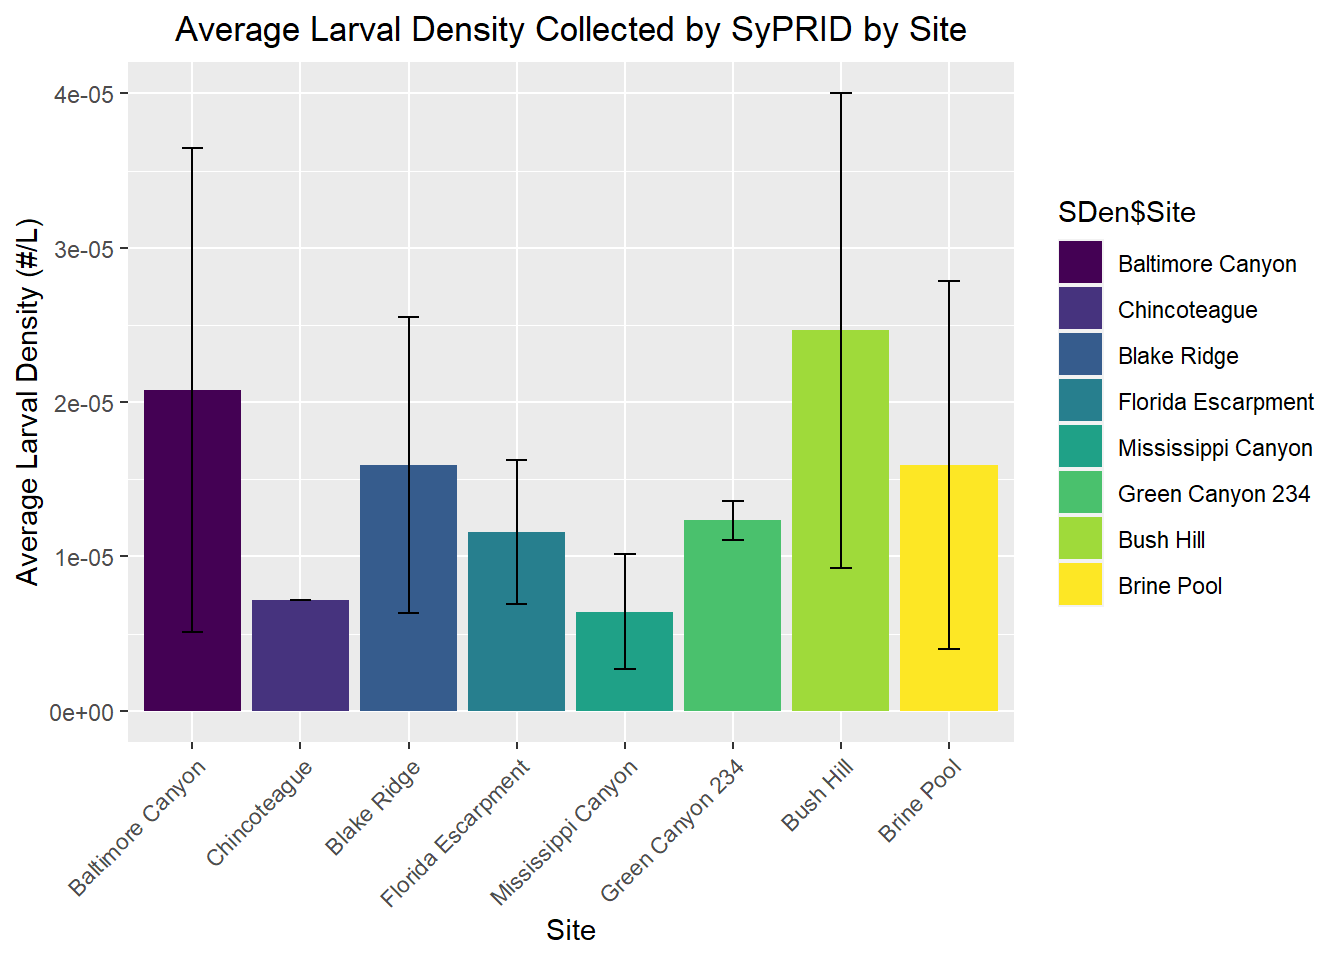 Average Larval Density Collected by SyPRID by Site
Average Larval Density (#/L)
4e-05
3e-05
2e-05
1e-05
0e+00
Baltimore Canyon
Chincoteague
Blake Ridge
Florida Escarpment
Mississippi Canyon
Green Canyon 234
Bush Hill
Brine Pool
Site
SDen$Site
Baltimore Canyon
Chincoteague
Blake Ridge
Florida Escarpment
Mississippi Canyon
Green Canyon 234
Bush Hill
Brine Pool